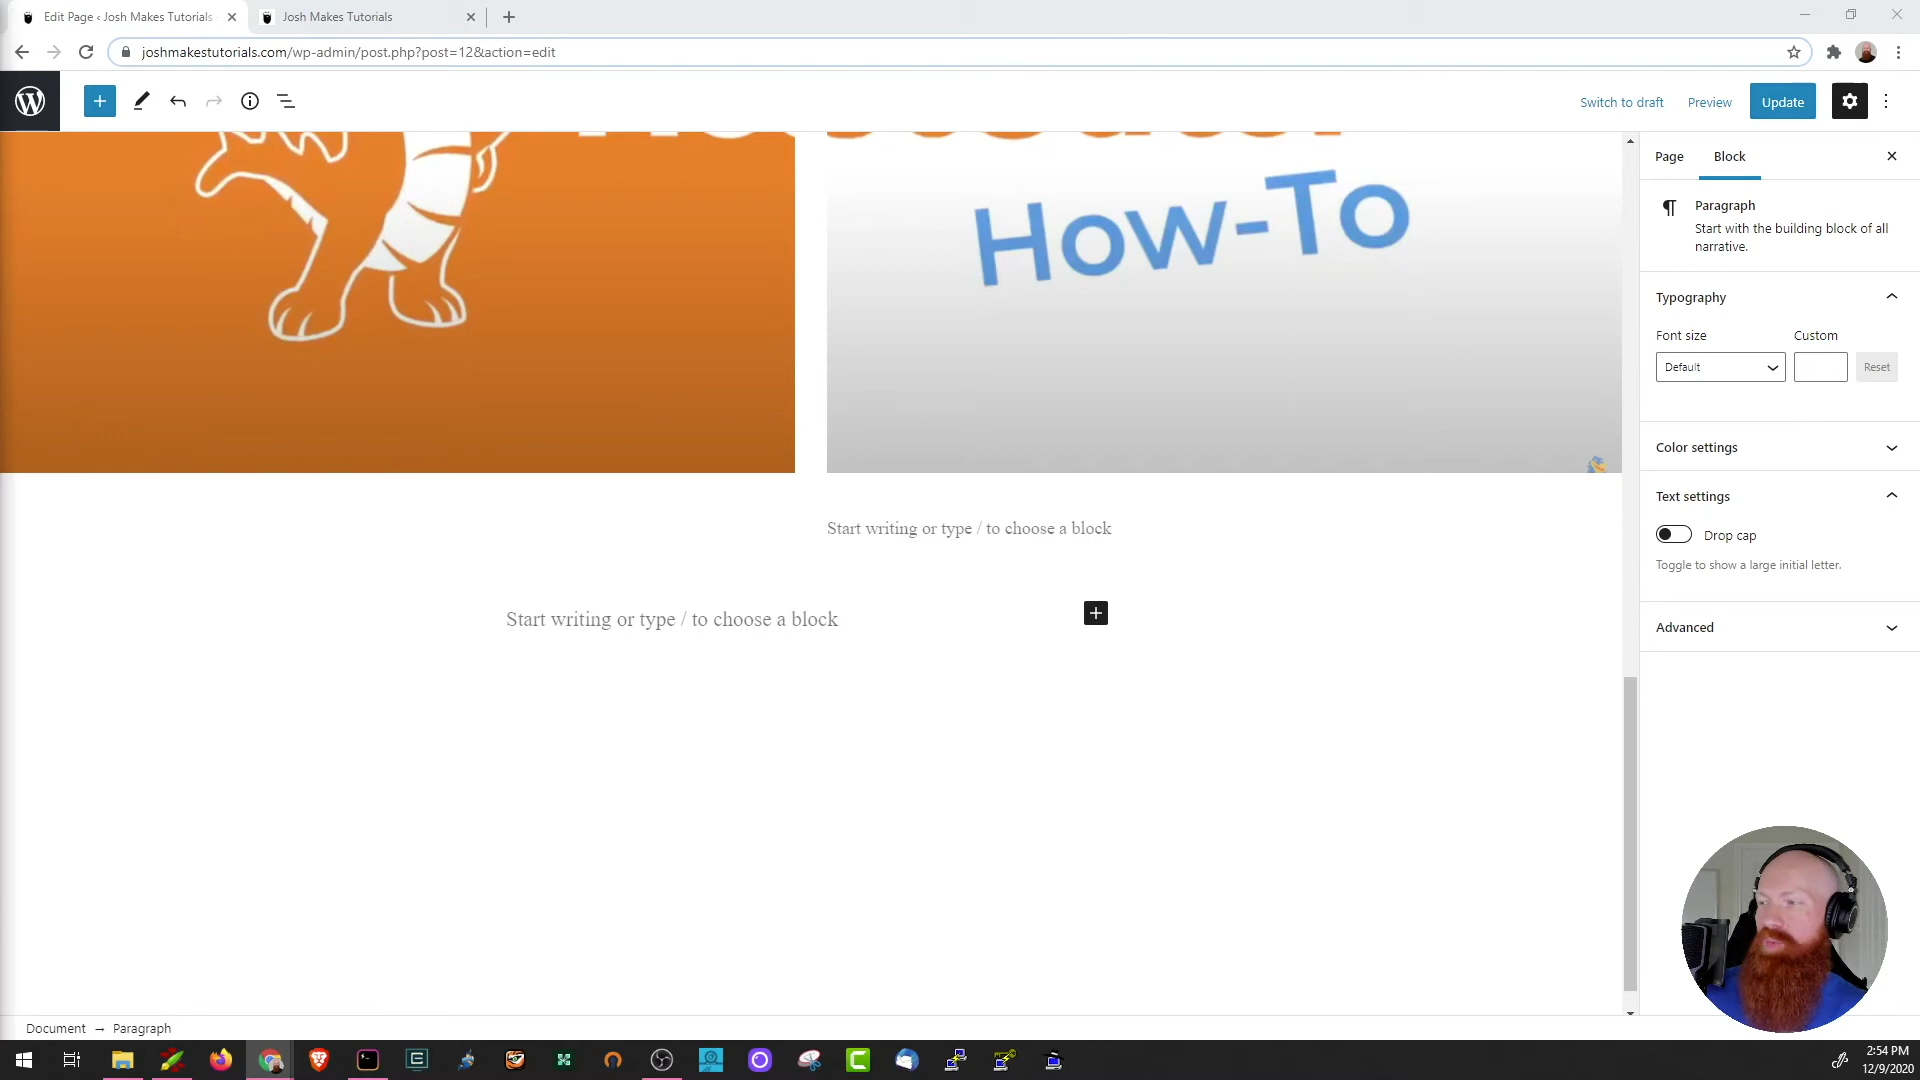 Edit Page ‹ Josh Makes Tutorials
Josh Makes Tutorials
joshmakestutorials.com/wp-admin/post.php?post=12&action=edit
Switch to draft
Preview
Update
How-To
Page
Block
Paragraph
Start with the building block of all
narrative.
Typography
Font size
Custom
Default
Reset
Color settings
Text settings
Drop cap
Toggle to show a large initial letter.
Advanced
Start writing or type / to choose a block
Start writing or type / to choose a block
Document → Paragraph
2:54 PM
12/9/2020